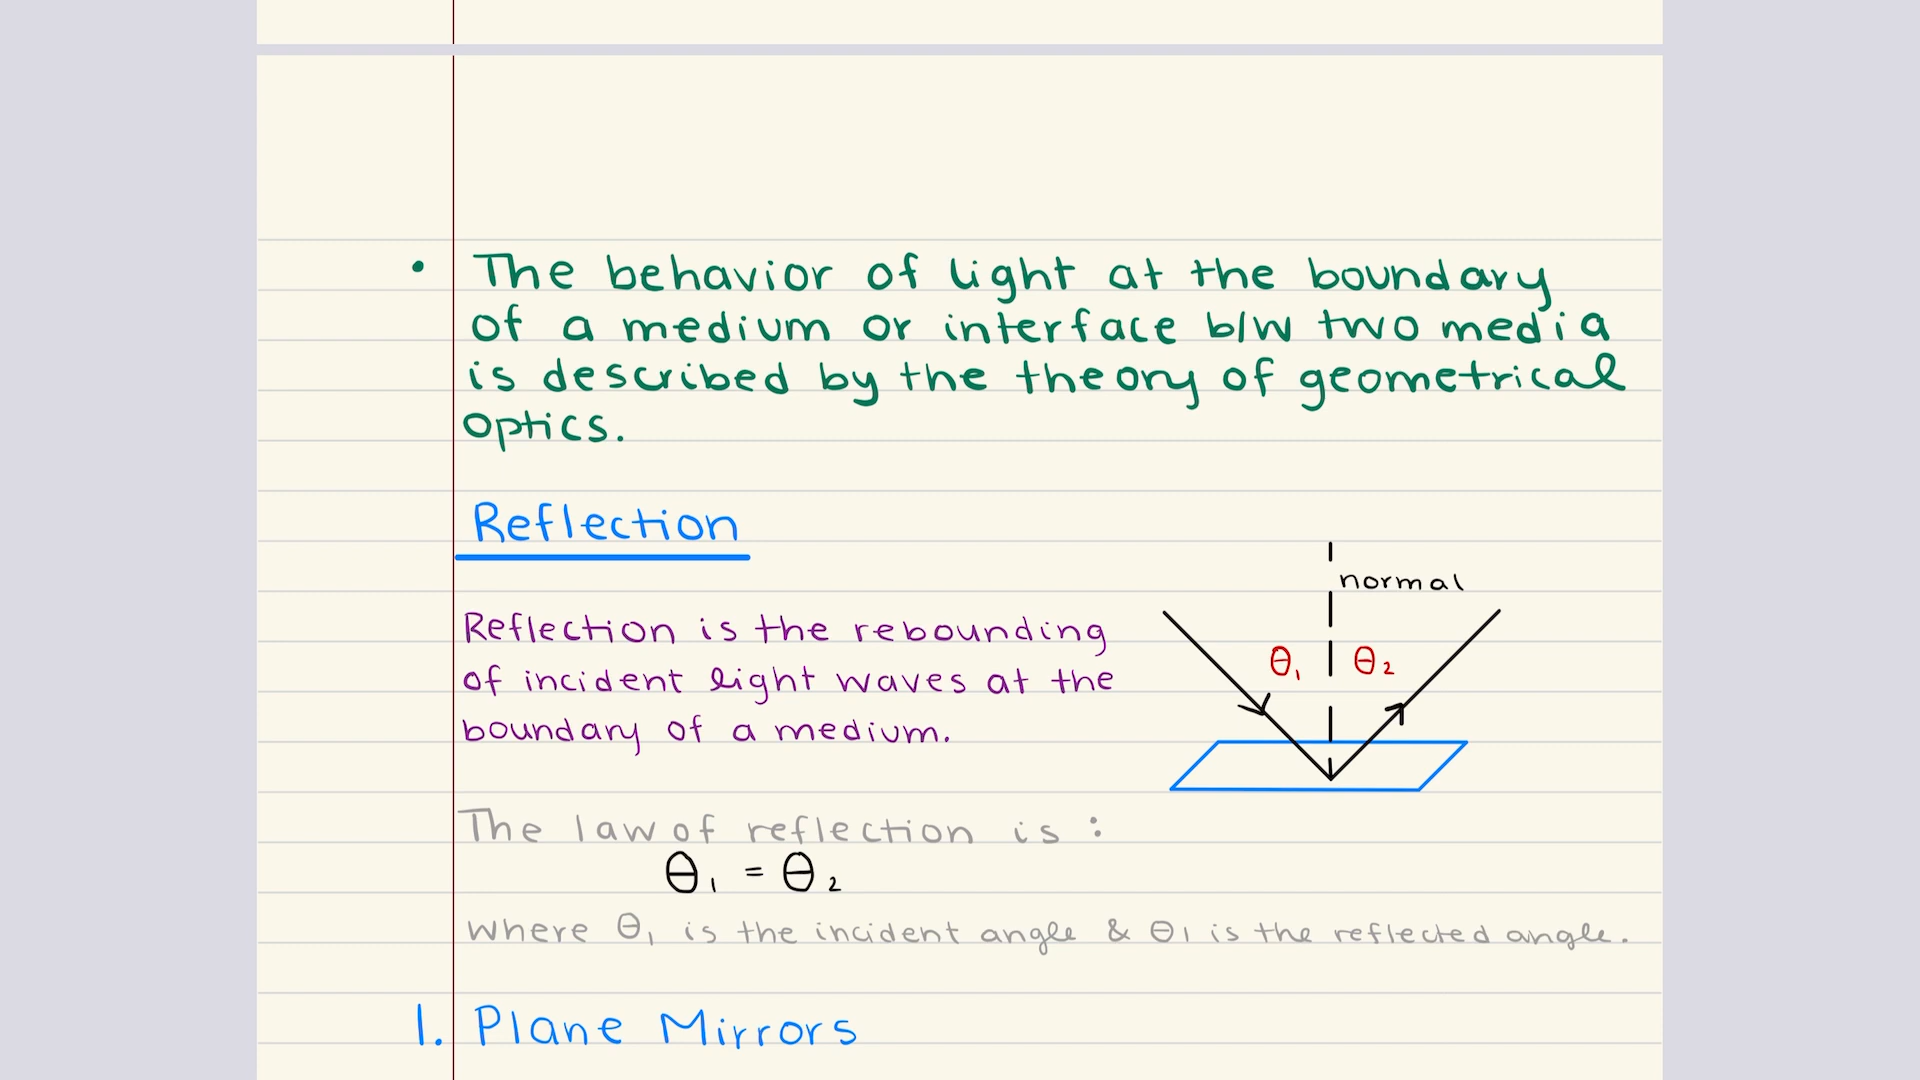 • The behavior of light at the boundary
of a medium or interface b/w two media
is described by the theory of geometrical
optics.
Reflection
normal
Reflection is the rebounding
of incident light waves at the
boundary of a medium.
θ₁ θ₂
The law of reflection is :
θ₁ = θ₂
where θ₁ is the incident angle & θ1 is the reflected angle.
1. Plane Mirrors